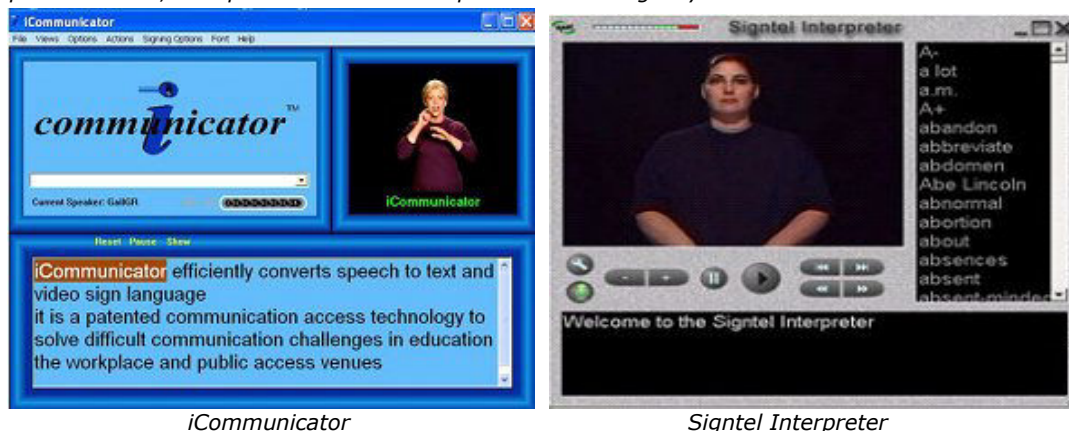 iCommunicator
File Views Options Actions Signing Options Font Help
i
communicator™
Current Speaker: GailGR
iCommunicator
Reset Pause Show
iCommunicator efficiently converts speech to text and
video sign language
it is a patented communication access technology to
solve difficult communication challenges in education
the workplace and public access venues
iCommunicator
Signtel Interpreter
A-
a lot
a.m.
A+
abandon
abbreviate
abdomen
Abe Lincoln
abnormal
abortion
about
absences
absent
absent-minded
Welcome to the Signtel Interpreter
Signtel Interpreter